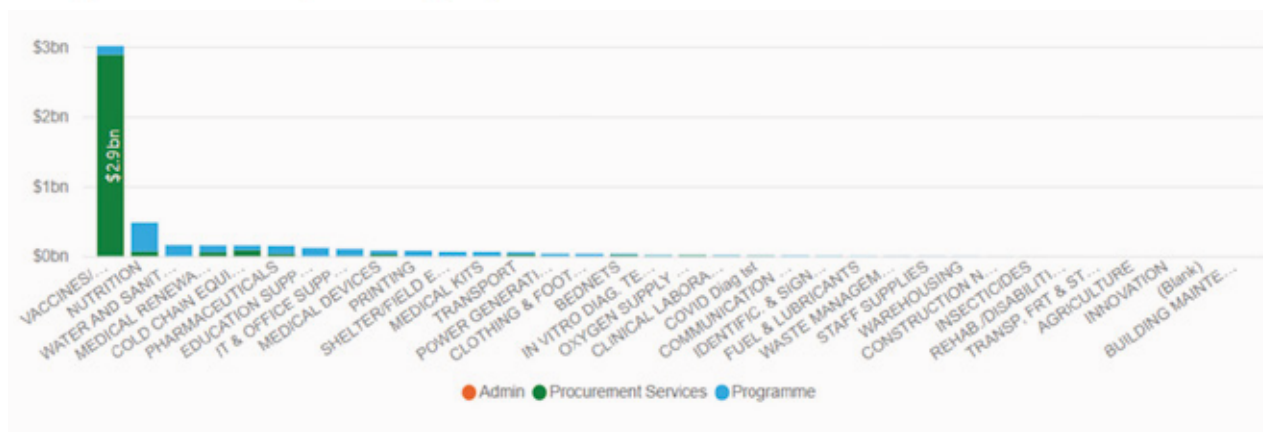 $3bn
$2bn
$1bn
$0bn
$2.9bn
VACCINES/...
NUTRITION
WATER AND SANIT...
MEDICAL RENEWA...
COLD CHAIN EQUI...
PHARMACEUTICALS
EDUCATION SUPP...
IT & OFFICE SUPP...
MEDICAL DEVICES
PRINTING
SHELTER/FIELD E...
MEDICAL KITS
TRANSPORT
POWER GENERATI...
CLOTHING & FOOT...
BEDNETS
IN VITRO DIAG. TE...
OXYGEN SUPPLY ...
CLINICAL LABORA...
COVID Diag tst
COMMUNICATION ...
IDENTIFIC. & SIGN...
FUEL & LUBRICANTS
WASTE MANAGEM...
STAFF SUPPLIES
WAREHOUSING
CONSTRUCTION N...
INSECTICIDES
REHAB./DISABILITI...
TRANSP, FRT & ST...
AGRICULTURE
INNOVATION
(Blank)
BUILDING MAINTE...
Admin Procurement Services Programme